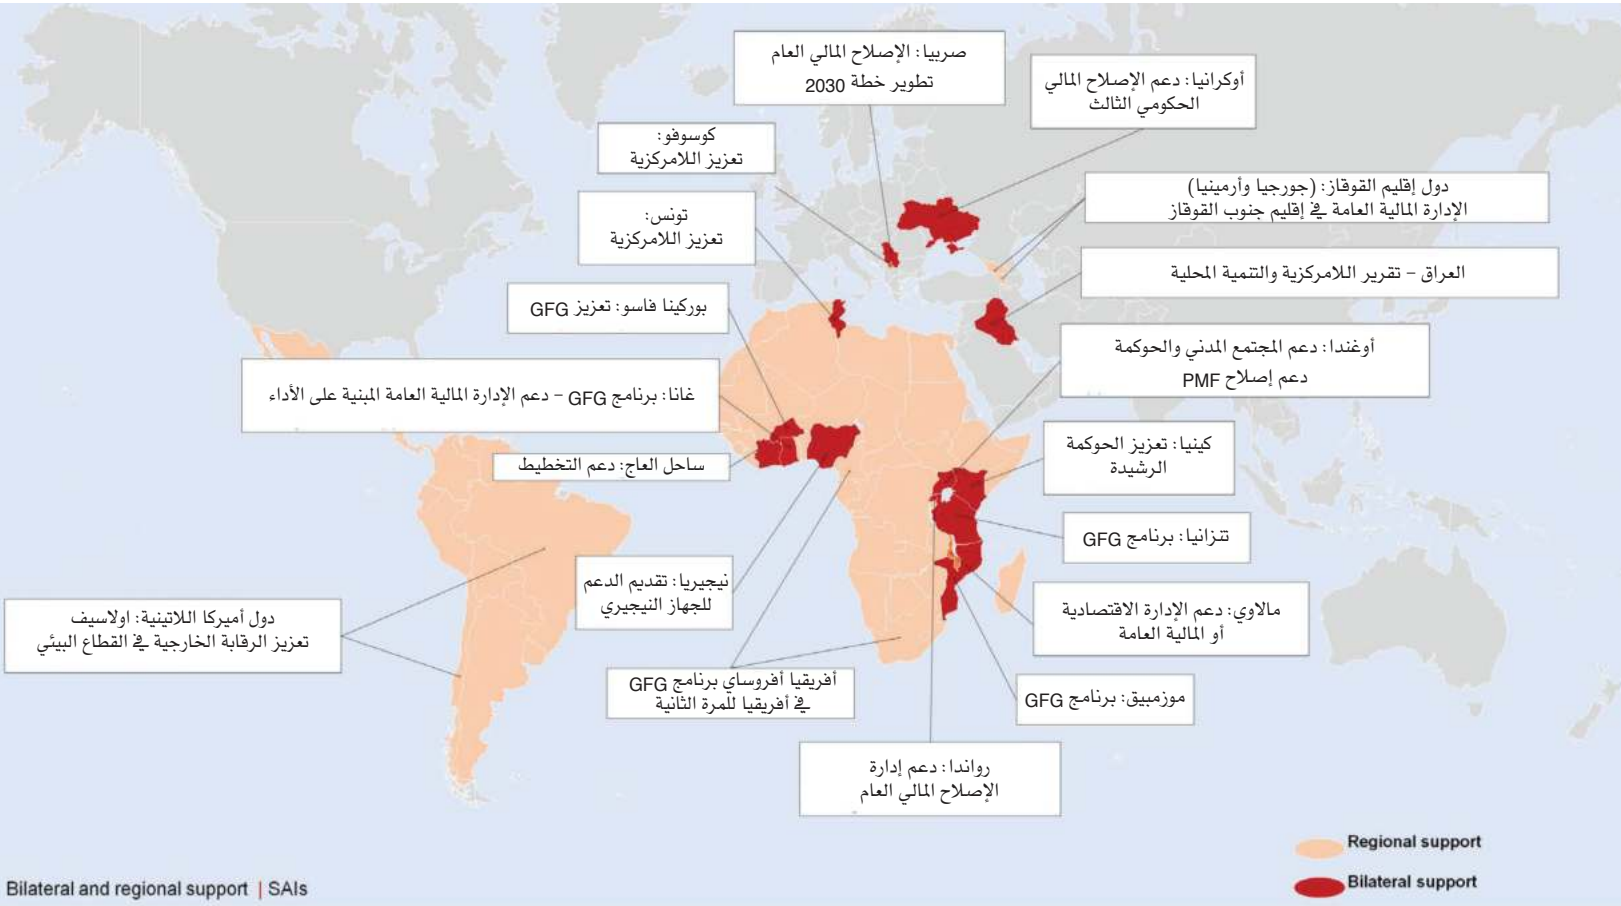 صربيا: الإصلاح المالي العام
تطوير خطة 2030
أوكرانيا: دعم الإصلاح المالي
الحكومي الثالث
كوسوفو:
تعزيز اللامركزية
دول إقليم القوقاز: (جورجيا وأرمينيا)
الإدارة المالية العامة في إقليم جنوب القوقاز
تونس:
تعزيز اللامركزية
العراق – تقرير اللامركزية والتنمية المحلية
بوركينا فاسو: تعزيز GFG
أوغندا: دعم المجتمع المدني والحوكمة
دعم إصلاح PMF
غانا: برنامج GFG – دعم الإدارة المالية العامة المبنية على الأداء
كينيا: تعزيز الحوكمة
الرشيدة
ساحل العاج: دعم التخطيط
تنزانيا: برنامج GFG
نيجيريا: تقديم الدعم
للجهاز النيجيري
مالاوي: دعم الإدارة الاقتصادية
أو المالية العامة
دول أميركا اللاتينية: اولاسيف
تعزيز الرقابة الخارجية في القطاع البيئي
أفريقيا أفروساي برنامج GFG
في أفريقيا للمرة الثانية
موزمبيق: برنامج GFG
رواندا: دعم إدارة
الإصلاح المالي العام
Regional support
Bilateral support
Bilateral and regional support | SAIs